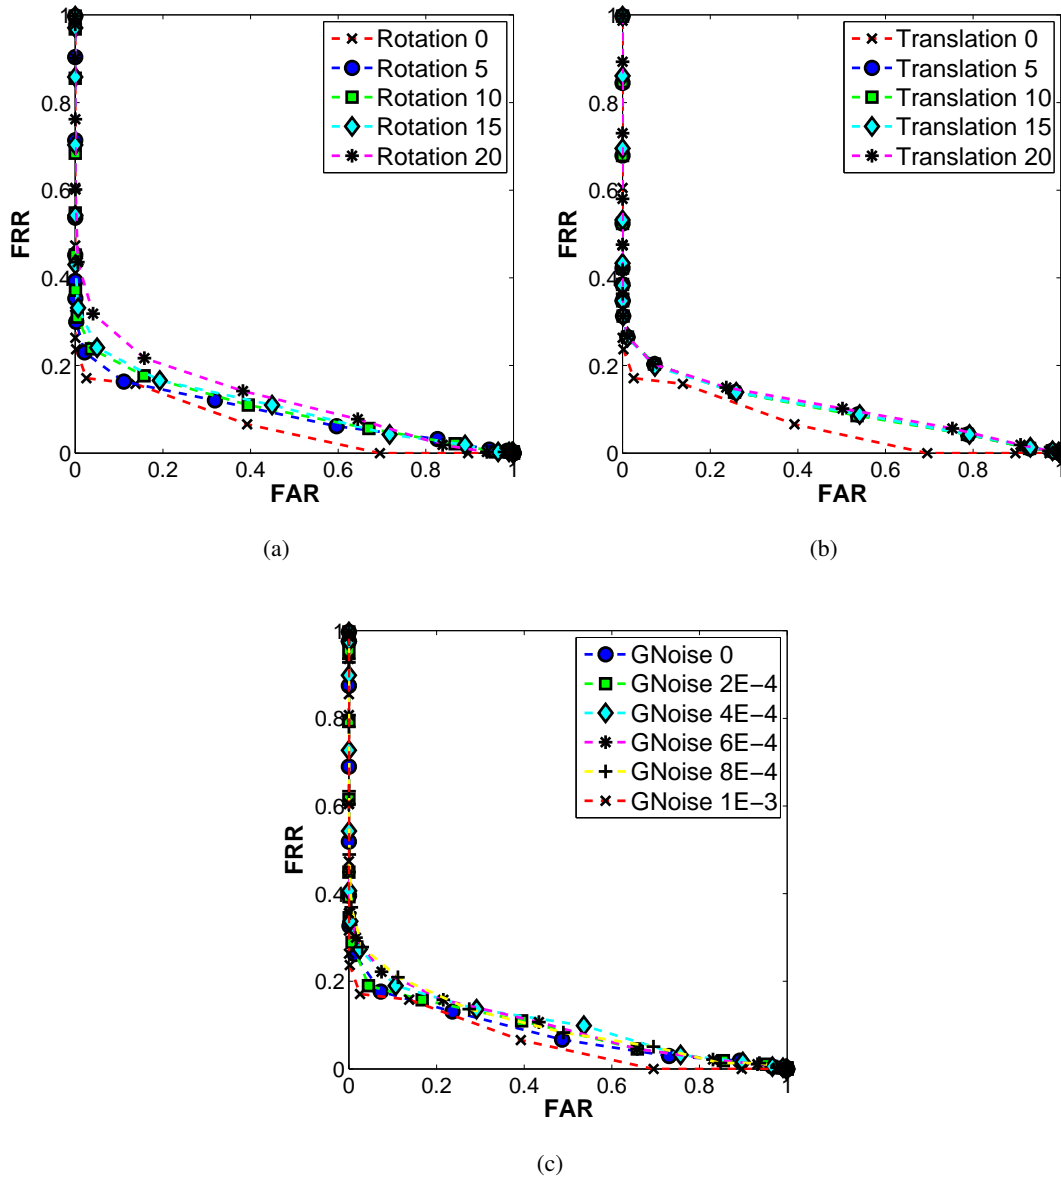 1
0.8
0.6
0.4
0.2
0
0
0.2
0.4
0.6
0.8
1
FRR
FAR
Rotation 0
Rotation 5
Rotation 10
Rotation 15
Rotation 20
(a)
1
0.8
0.6
0.4
0.2
0
0
0.2
0.4
0.6
0.8
1
FRR
FAR
Translation 0
Translation 5
Translation 10
Translation 15
Translation 20
(b)
1
0.8
0.6
0.4
0.2
0
0
0.2
0.4
0.6
0.8
1
FRR
FAR
GNoise 0
GNoise 2E−4
GNoise 4E−4
GNoise 6E−4
GNoise 8E−4
GNoise 1E−3
(c)